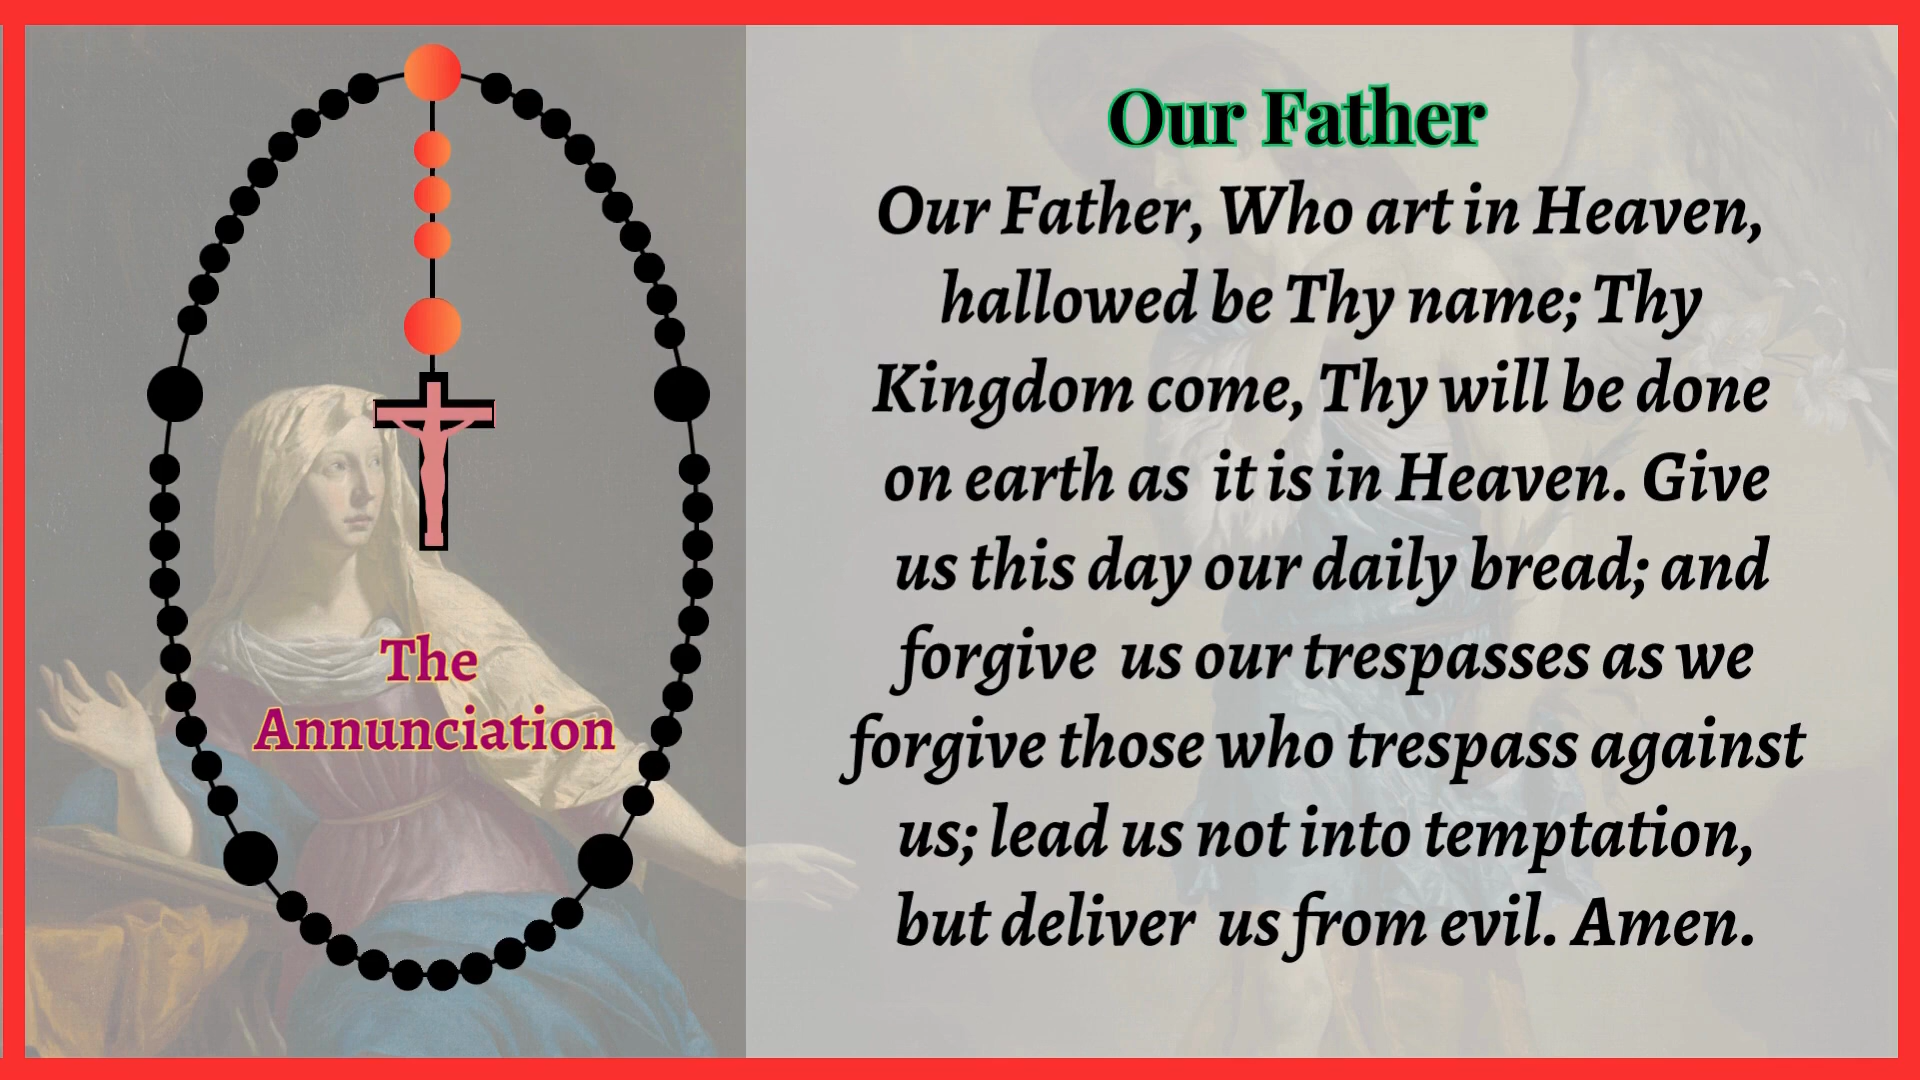 The
Annunciation
Our Father
Our Father, Who art in Heaven,
hallowed be Thy name; Thy
Kingdom come, Thy will be done
on earth as it is in Heaven. Give
us this day our daily bread; and
forgive us our trespasses as we
forgive those who trespass against
us; lead us not into temptation,
but deliver us from evil. Amen.